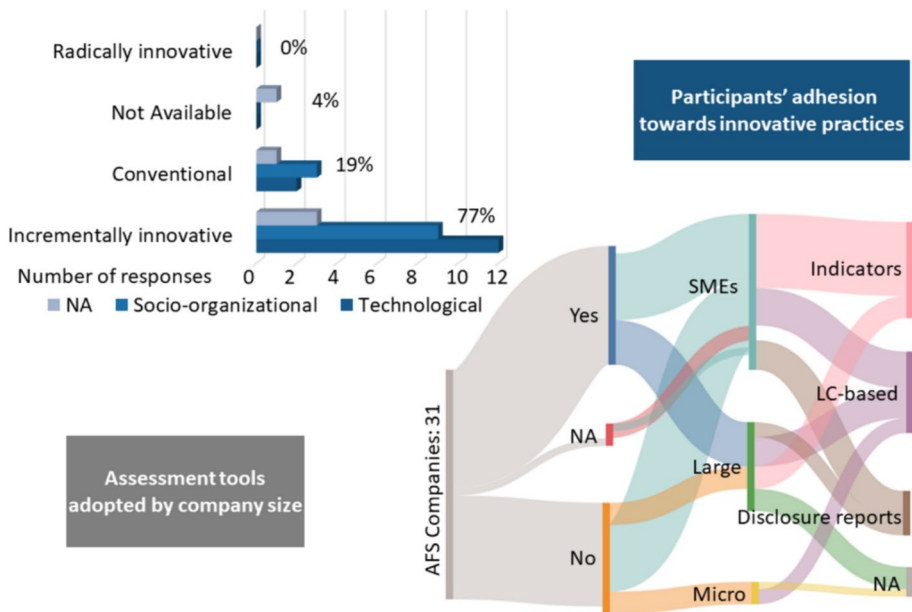 Radically innovative
0%
Not Available
4%
Conventional
19%
Incrementally innovative
77%
Number of responses
0 2 4 6 8 10 12
NA Socio-organizational Technological
Participants’ adhesion
towards innovative practices
Assessment tools
adopted by company size
AFS Companies: 31
Yes
NA
No
SMEs
Large
Micro
Indicators
LC-based
Disclosure reports
NA